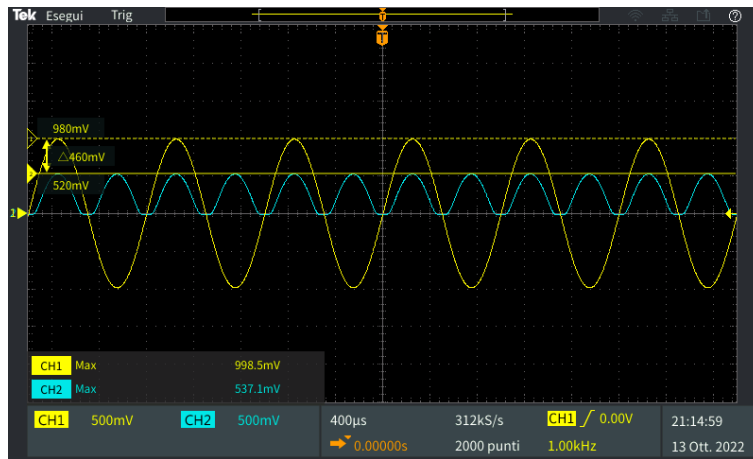 Tek Esegui Trig
T
T
980mV
△460mV
520mV
CH1 Max 998.5mV
CH2 Max 537.1mV
CH1 500mV CH2 500mV 400µs 312kS/s CH1 0.00V 21:14:59
0.00000s 2000 punti 1.00kHz 13 Ott. 2022